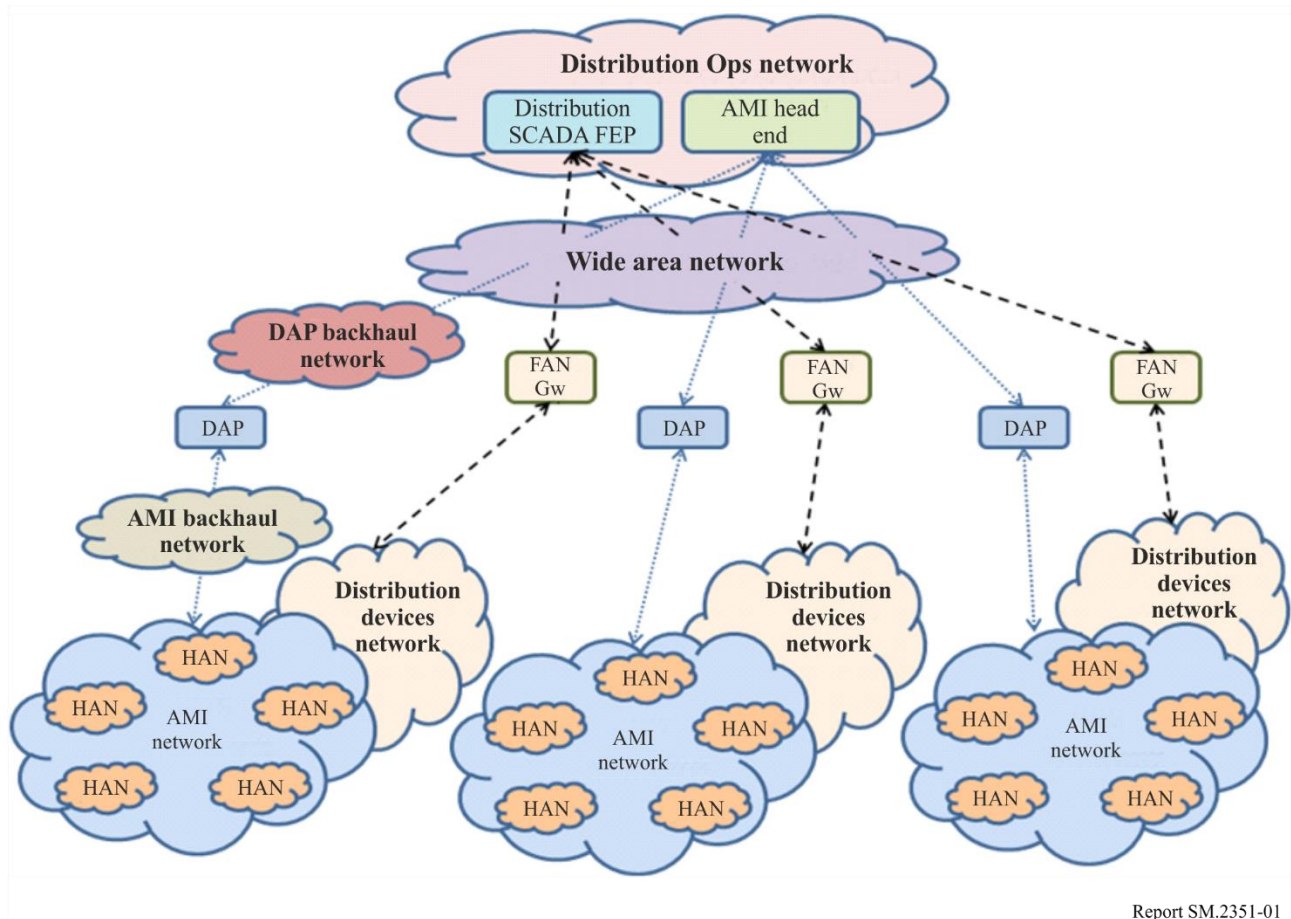 Distribution Ops network
Distribution
SCADA FEP
AMI head
end
Wide area network
DAP backhaul
network
FAN
Gw
FAN
Gw
FAN
Gw
DAP
DAP
DAP
AMI backhaul
network
Distribution
devices
network
Distribution
devices
network
Distribution
devices
network
HAN
HAN
HAN
AMI
network
HAN
HAN
HAN
HAN
HAN
AMI
network
HAN
HAN
HAN
HAN
HAN
AMI
network
HAN
HAN
Report SM.2351-01